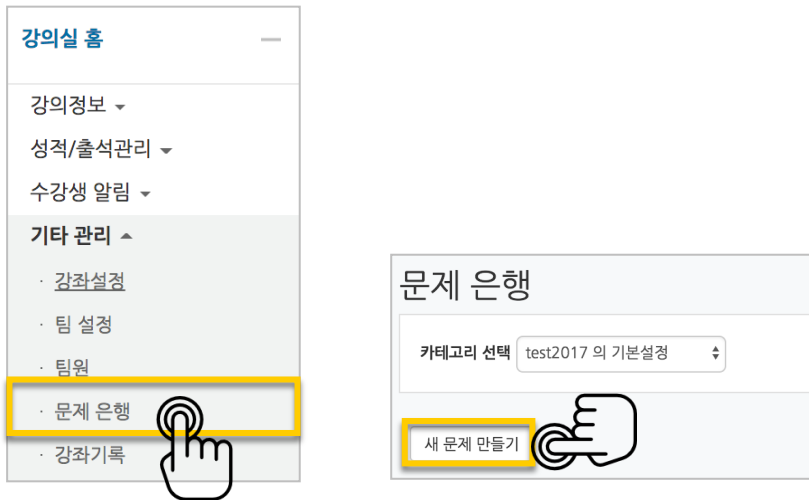 강의실 홈
강의정보
성적/출석관리
수강생 알림
기타 관리
· 강좌설정
· 팀 설정
· 팀원
· 문제 은행
· 강좌기록
문제 은행
카테고리 선택 test2017 의 기본설정
새 문제 만들기